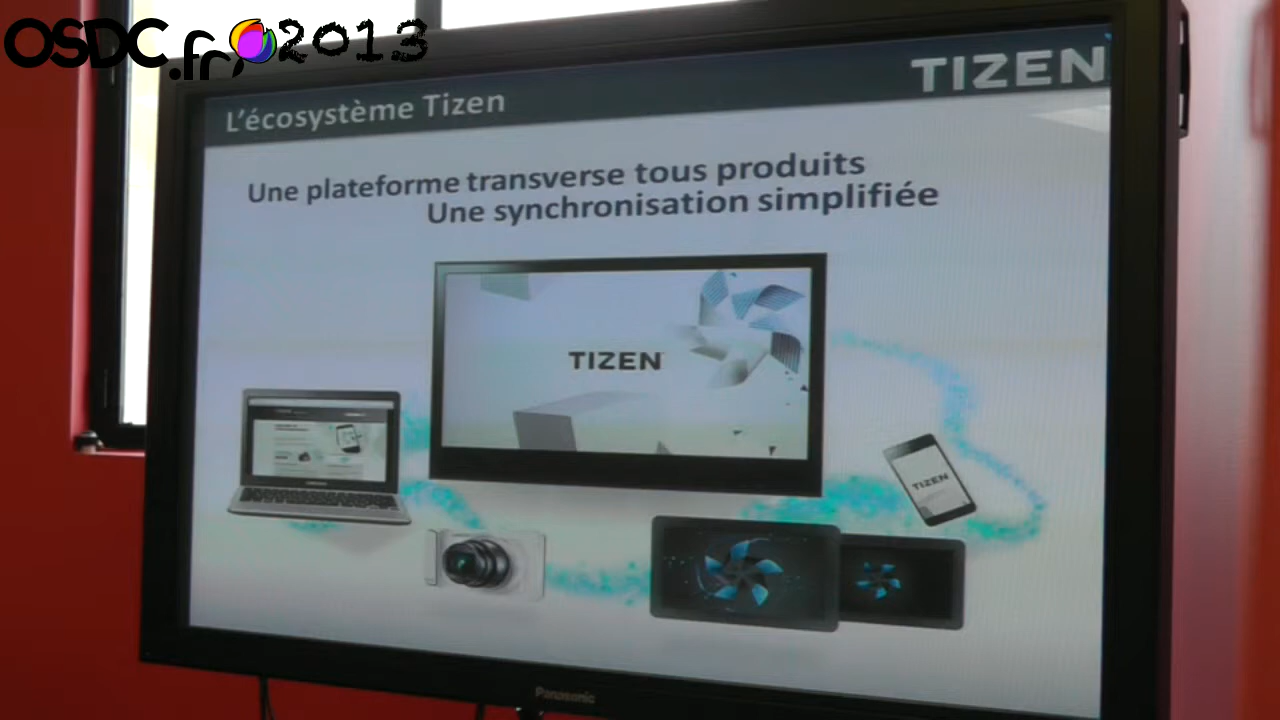 OSDC.fr 2013
TIZEN
L'écosystème Tizen
Une plateforme transverse tous produits
Une synchronisation simplifiée
TIZEN
TIZEN
Panasonic